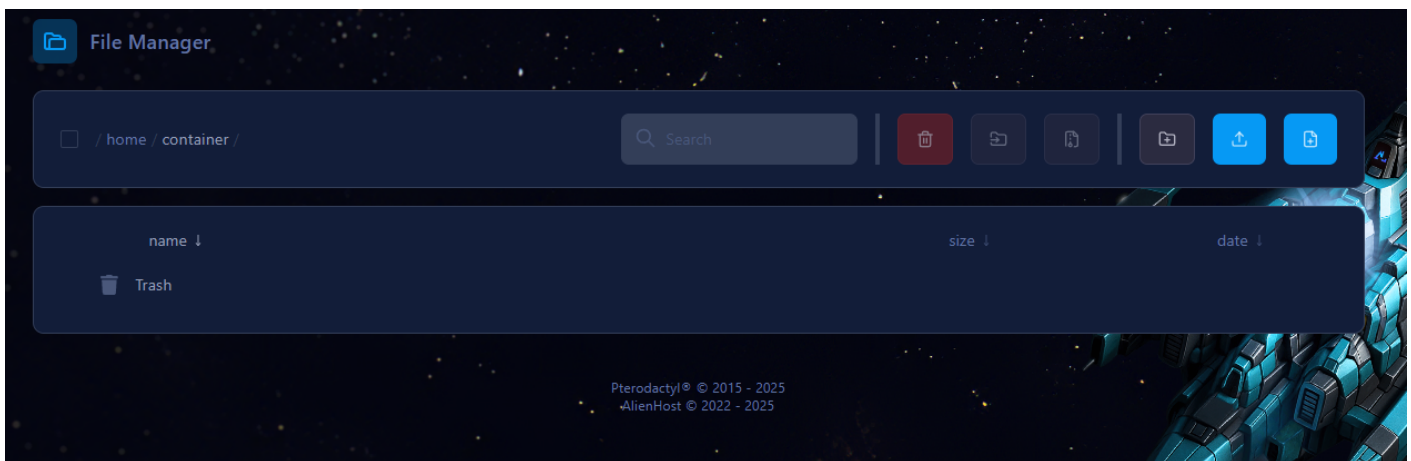 File Manager
/ home / container /
Search
name ↓ size ↓ date ↓
Trash
Pterodactyl® © 2015 - 2025
AlienHost © 2022 - 2025